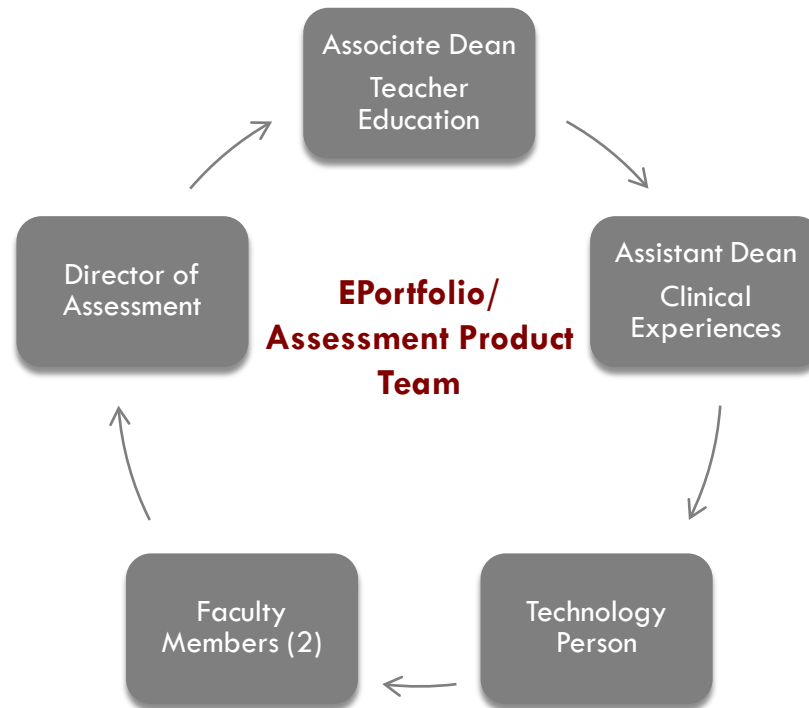 Associate Dean
Teacher
Education
Assistant Dean
Clinical
Experiences
Technology
Person
Faculty
Members (2)
Director of
Assessment
EPortfolio/
Assessment Product
Team